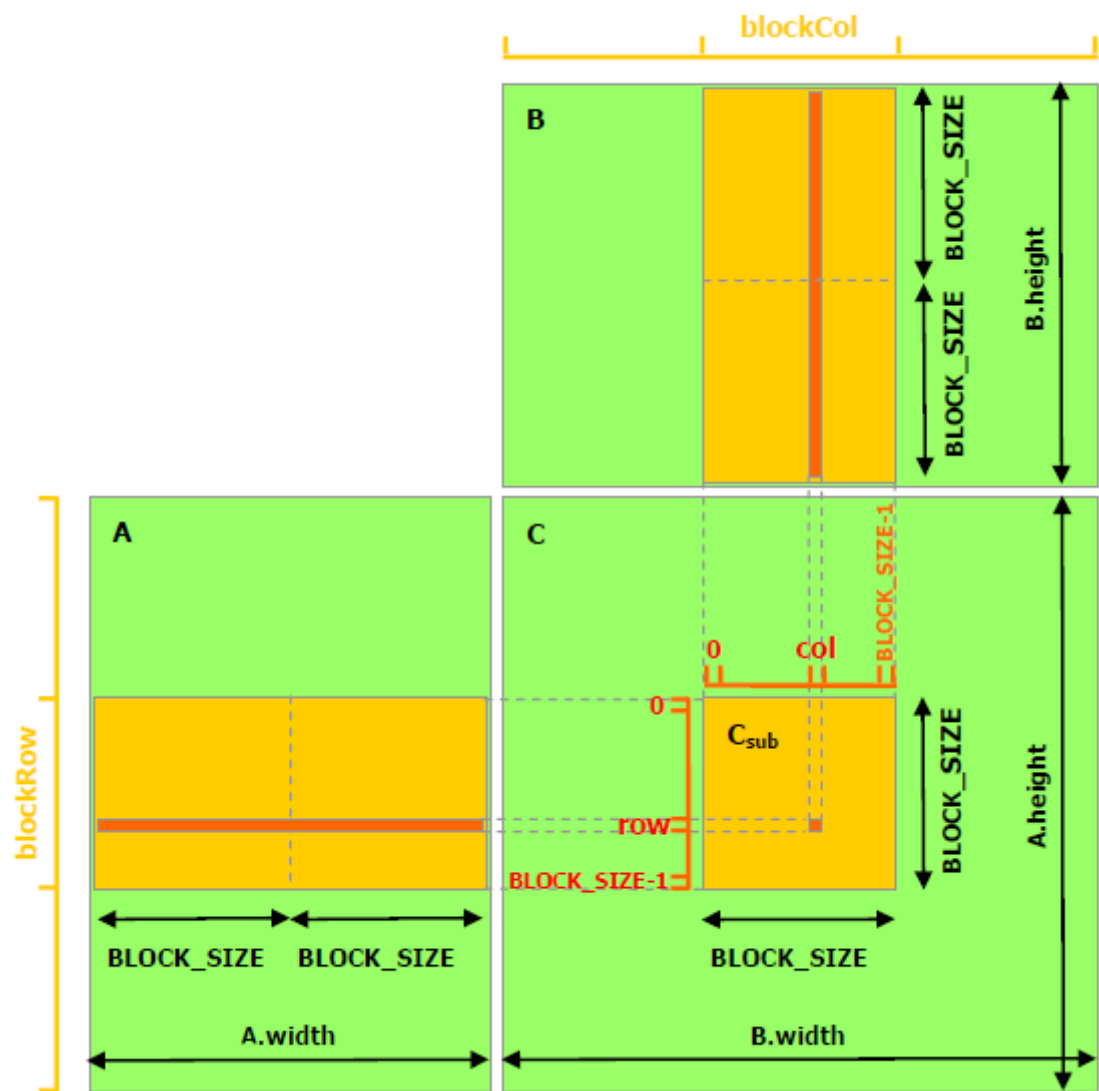 blockCol
B
BLOCK_SIZE
BLOCK_SIZE
B.height
blockRow
A
C
BLOCK_SIZE-1
0
col
0
row
BLOCK_SIZE-1
Csub
BLOCK_SIZE
A.height
BLOCK_SIZE
BLOCK_SIZE
BLOCK_SIZE
A.width
B.width